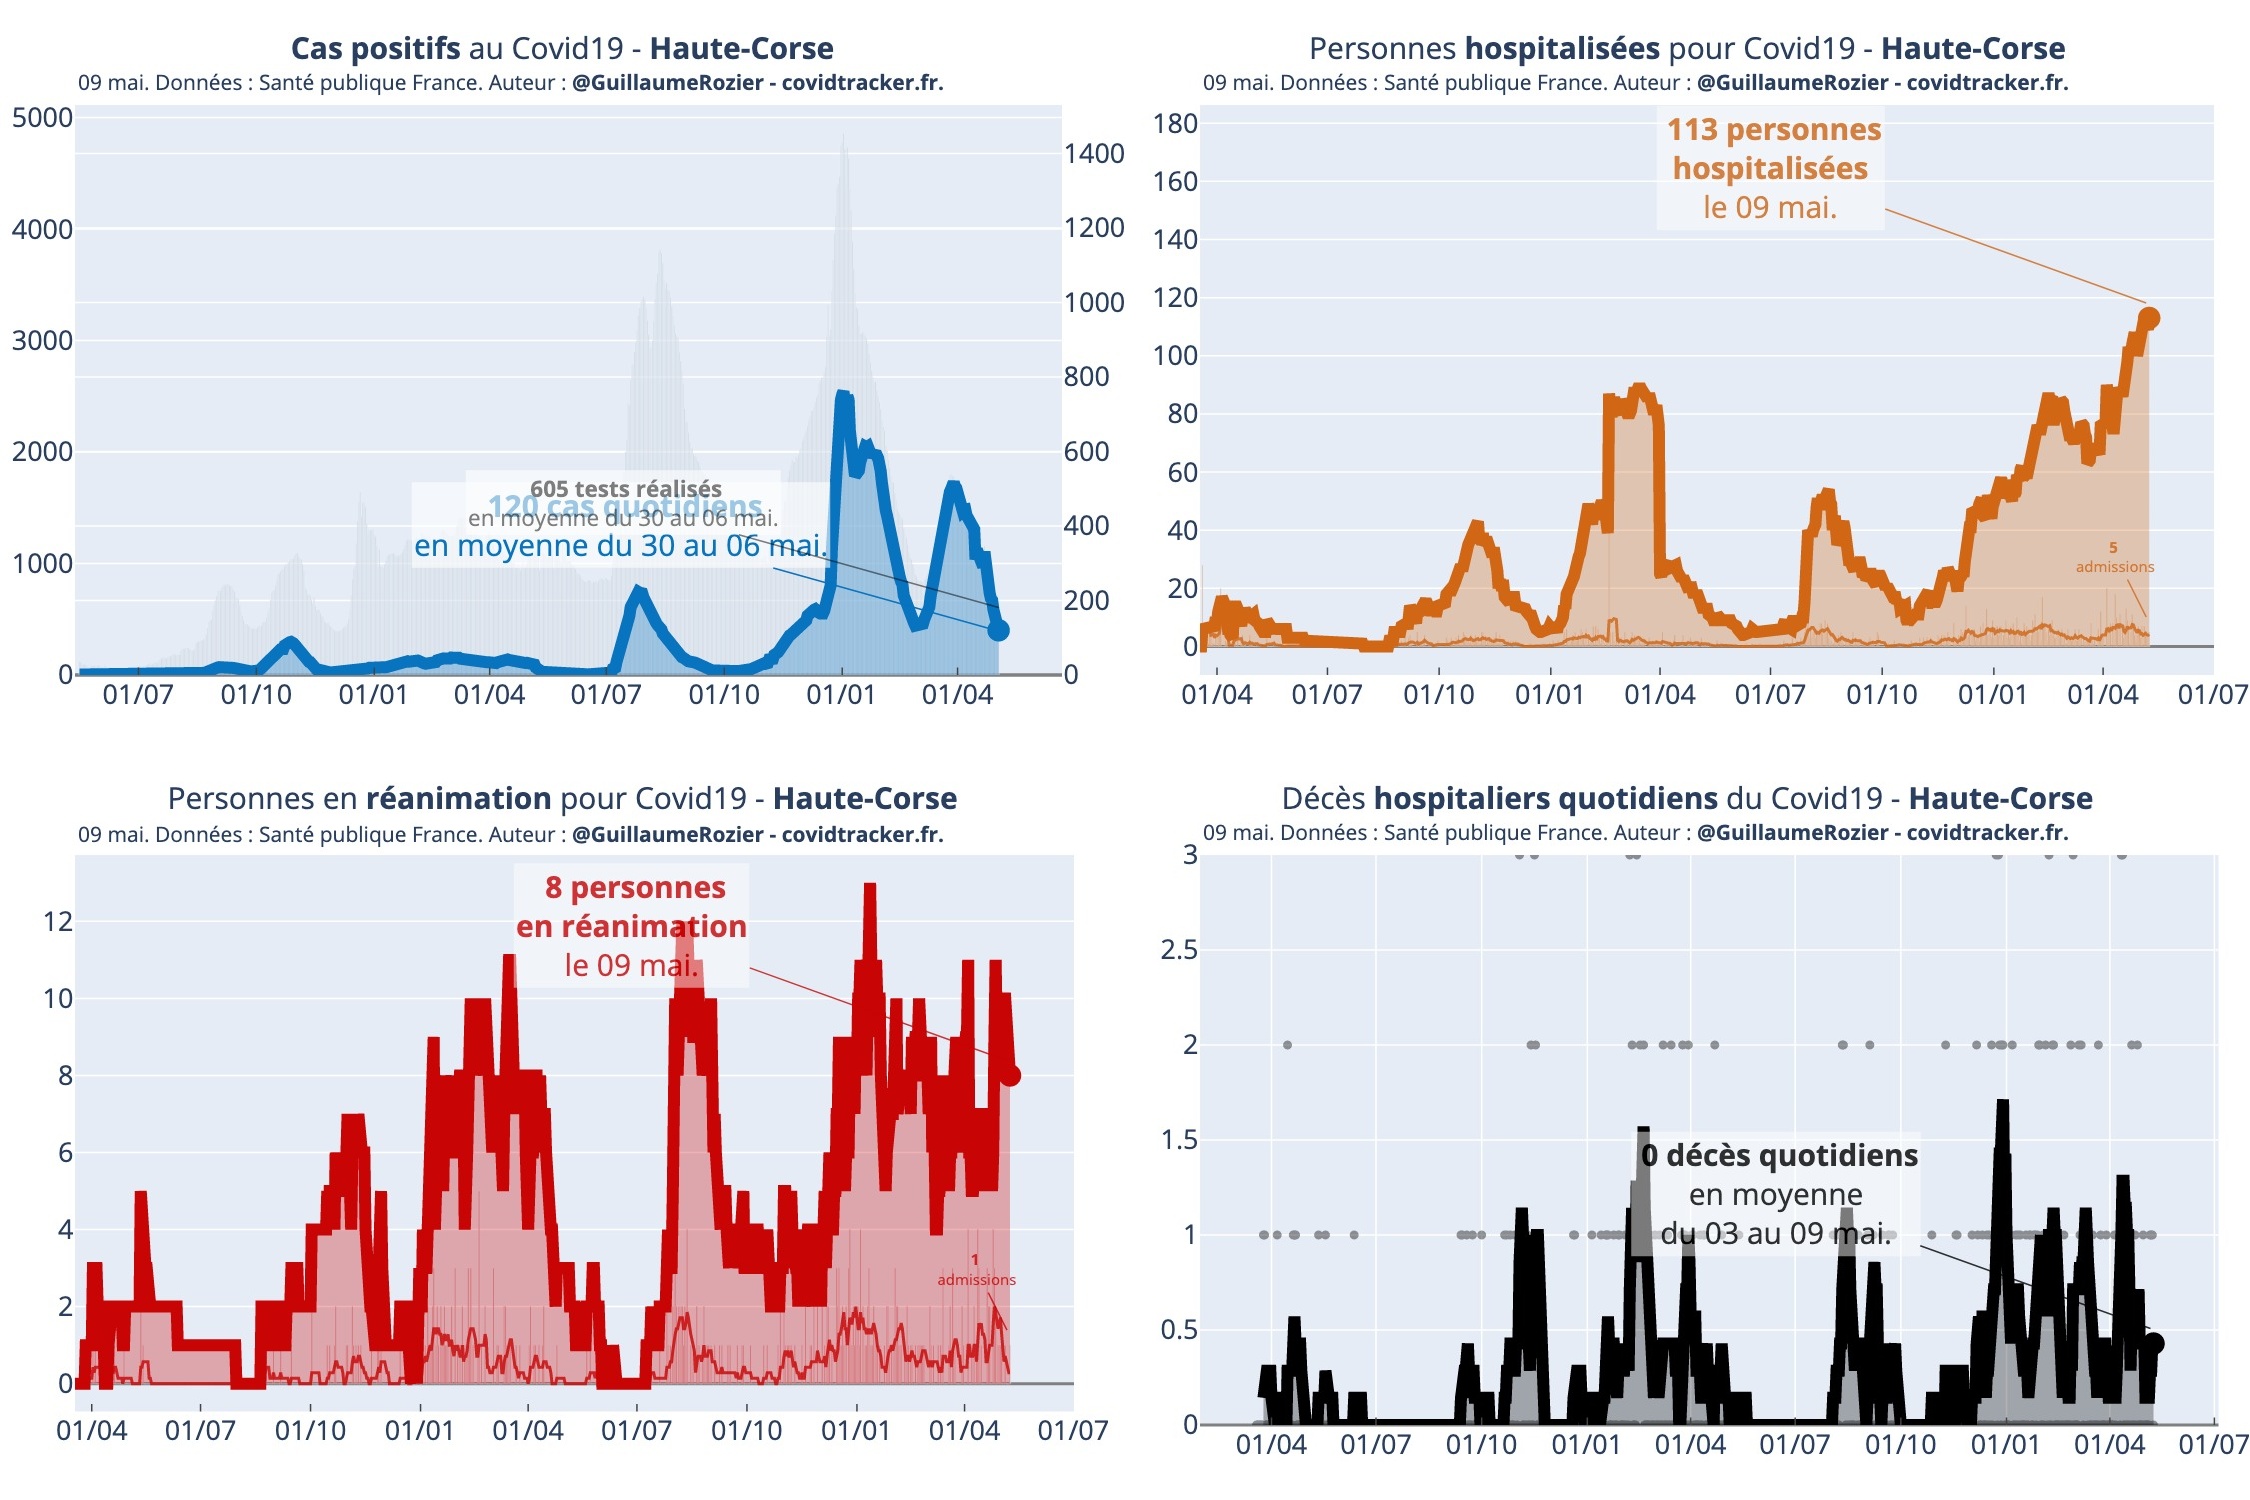 Cas positifs au Covid19 - Haute-Corse
09 mai. Données : Santé publique France. Auteur : @GuillaumeRozier - covidtracker.fr.
5000
4000
3000
2000
1000
0
1400
1200
1000
800
600
400
200
0
605 tests réalisés
en moyenne du 30 au 06 mai.
120 cas quotidiens
en moyenne du 30 au 06 mai.
01/07 01/10 01/01 01/04 01/07 01/10 01/01 01/04
Personnes hospitalisées pour Covid19 - Haute-Corse
09 mai. Données : Santé publique France. Auteur : @GuillaumeRozier - covidtracker.fr.
180
160
140
120
100
80
60
40
20
0
113 personnes
hospitalisées
le 09 mai.
5
admissions
01/04 01/07 01/10 01/01 01/04 01/07 01/10 01/01 01/04 01/07
Personnes en réanimation pour Covid19 - Haute-Corse
09 mai. Données : Santé publique France. Auteur : @GuillaumeRozier - covidtracker.fr.
12
10
8
6
4
2
0
8 personnes
en réanimation
le 09 mai.
1
admissions
01/04 01/07 01/10 01/01 01/04 01/07 01/10 01/01 01/04 01/07
Décès hospitaliers quotidiens du Covid19 - Haute-Corse
09 mai. Données : Santé publique France. Auteur : @GuillaumeRozier - covidtracker.fr.
3
2.5
2
1.5
1
0.5
0
0 décès quotidiens
en moyenne
du 03 au 09 mai.
01/04 01/07 01/10 01/01 01/04 01/07 01/10 01/01 01/04 01/07